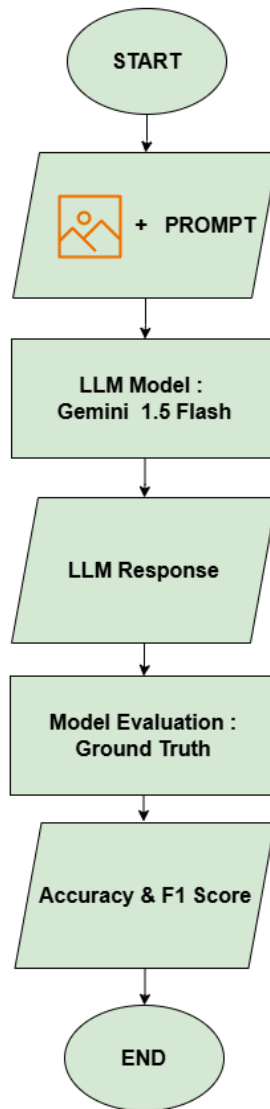 START
+ PROMPT
LLM Model :
Gemini 1.5 Flash
LLM Response
Model Evaluation :
Ground Truth
Accuracy & F1 Score
END